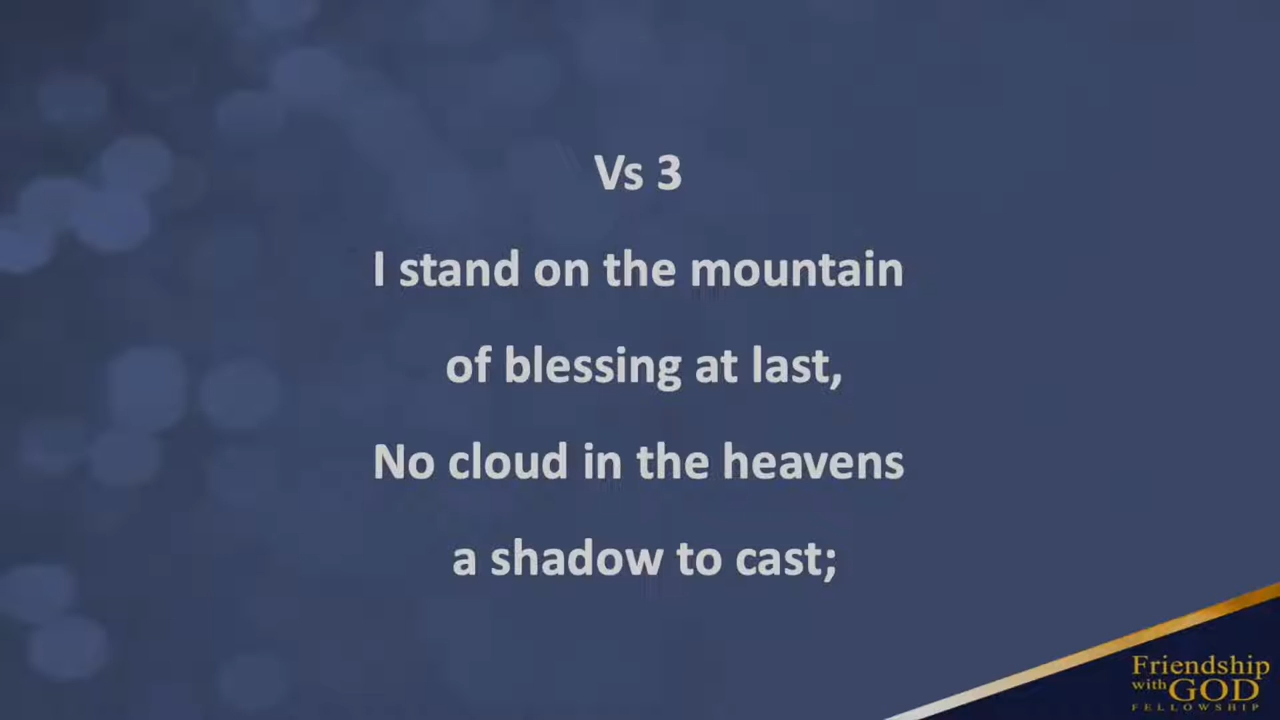 Vs 3
I stand on the mountain
of blessing at last,
No cloud in the heavens
a shadow to cast;
Friendship
with GOD
FELLOWSHIP